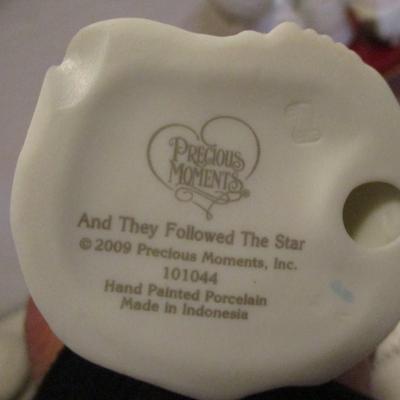 PRECIOUS
MOMENTS
And They Followed The Star
© 2009 Precious Moments, Inc.
101044
Hand Painted Porcelain
Made in Indonesia